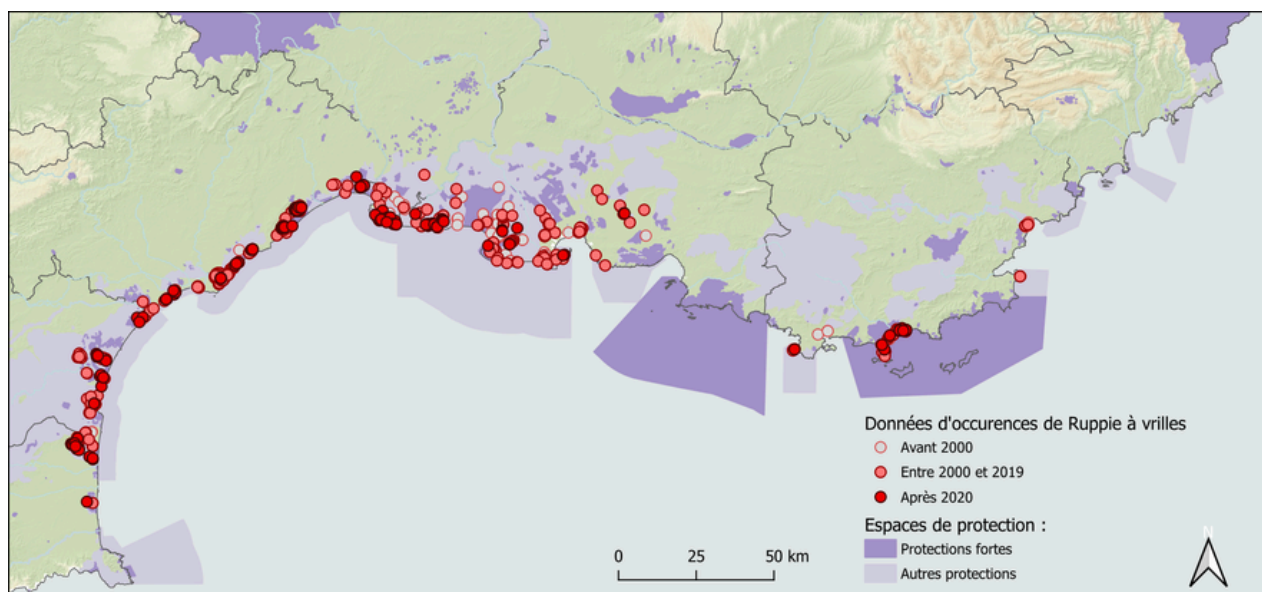 Données d'occurences de Ruppie à vrilles
Avant 2000
Entre 2000 et 2019
Après 2020
Espaces de protection :
Protections fortes
Autres protections
0 25 50 km
N